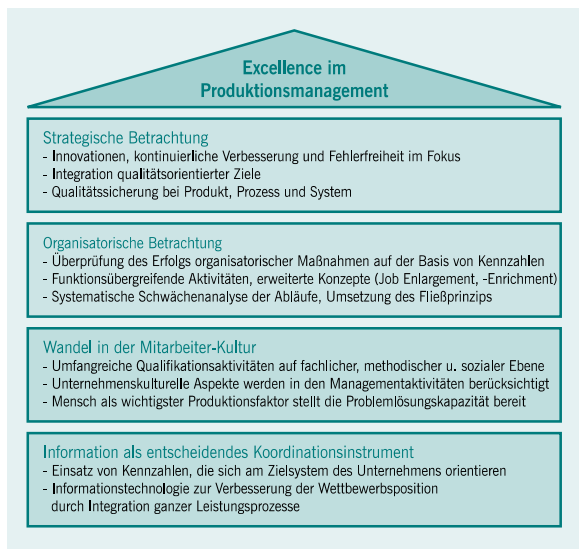 Excellence im
Produktionsmanagement
Strategische Betrachtung
- Innovationen, kontinuierliche Verbesserung und Fehlerfreiheit im Fokus
- Integration qualitätsorientierter Ziele
- Qualitätssicherung bei Produkt, Prozess und System
Organisatorische Betrachtung
- Überprüfung des Erfolgs organisatorischer Maßnahmen auf der Basis von Kennzahlen
- Funktionsübergreifende Aktivitäten, erweiterte Konzepte (Job Enlargement, -Enrichment)
- Systematische Schwächenanalyse der Abläufe, Umsetzung des Fließprinzips
Wandel in der Mitarbeiter-Kultur
- Umfangreiche Qualifikationsaktivitäten auf fachlicher, methodischer u. sozialer Ebene
- Unternehmenskulturelle Aspekte werden in den Managementaktivitäten berücksichtigt
- Mensch als wichtigster Produktionsfaktor stellt die Problemlösungskapazität bereit
Information als entscheidendes Koordinationsinstrument
- Einsatz von Kennzahlen, die sich am Zielsystem des Unternehmens orientieren
- Informationstechnologie zur Verbesserung der Wettbewerbsposition
durch Integration ganzer Leistungsprozesse